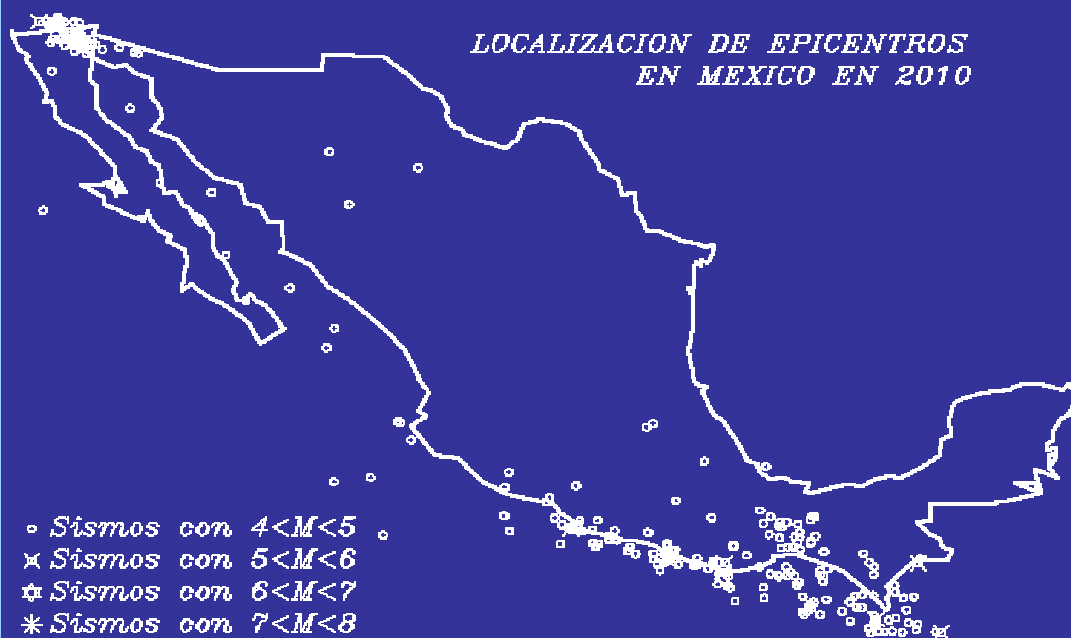 LOCALIZACION DE EPICENTROS
EN MEXICO EN 2010
Sismos con 4<M<5
Sismos con 5<M<6
Sismos con 6<M<7
Sismos con 7<M<8